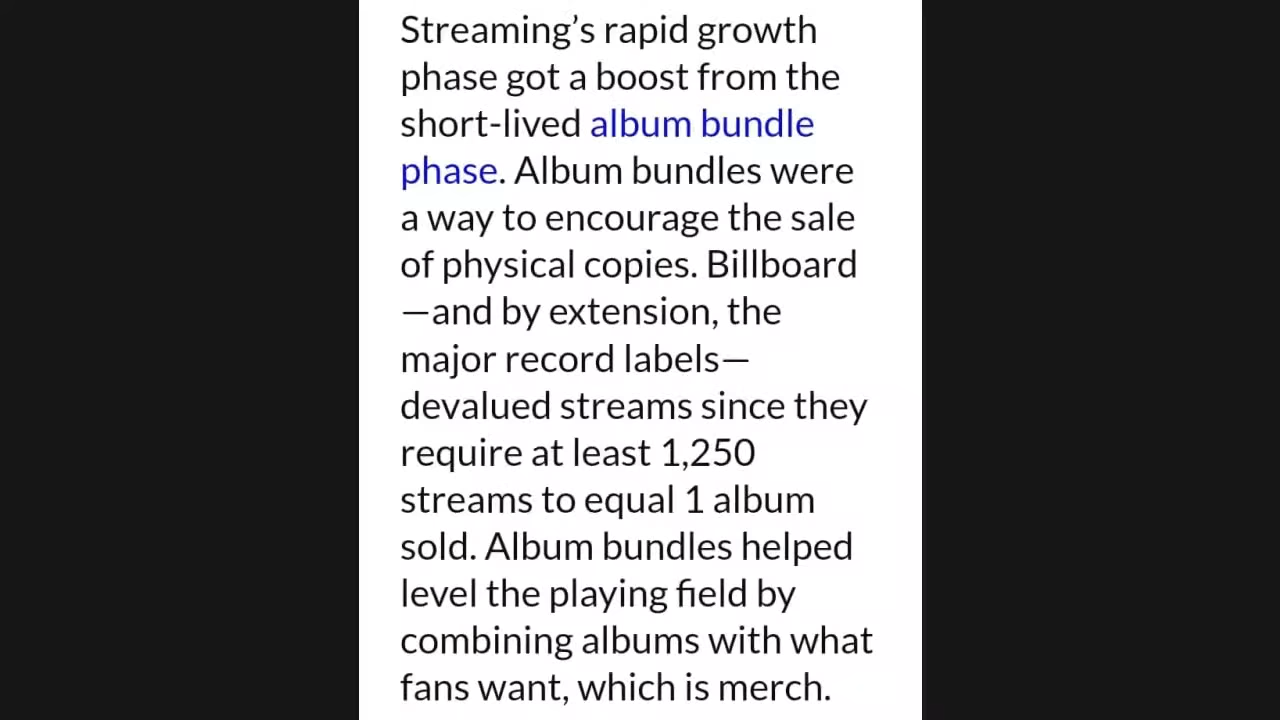 Streaming’s rapid growth
phase got a boost from the
short-lived album bundle
phase. Album bundles were
a way to encourage the sale
of physical copies. Billboard
—and by extension, the
major record labels—
devalued streams since they
require at least 1,250
streams to equal 1 album
sold. Album bundles helped
level the playing field by
combining albums with what
fans want, which is merch.